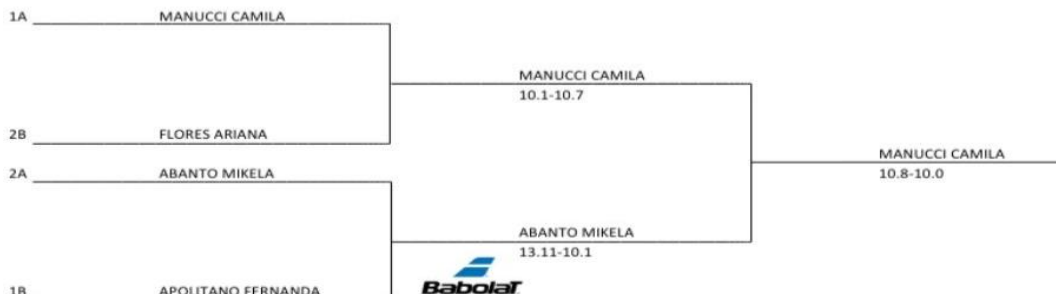 1A MANUCCI CAMILA
MANUCCI CAMILA
10.1-10.7
2B FLORES ARIANA
MANUCCI CAMILA
10.8-10.0
2A ABANTO MIKELA
ABANTO MIKELA
13.11-10.1
BabolaT
1B APOLITANO FERNANDA